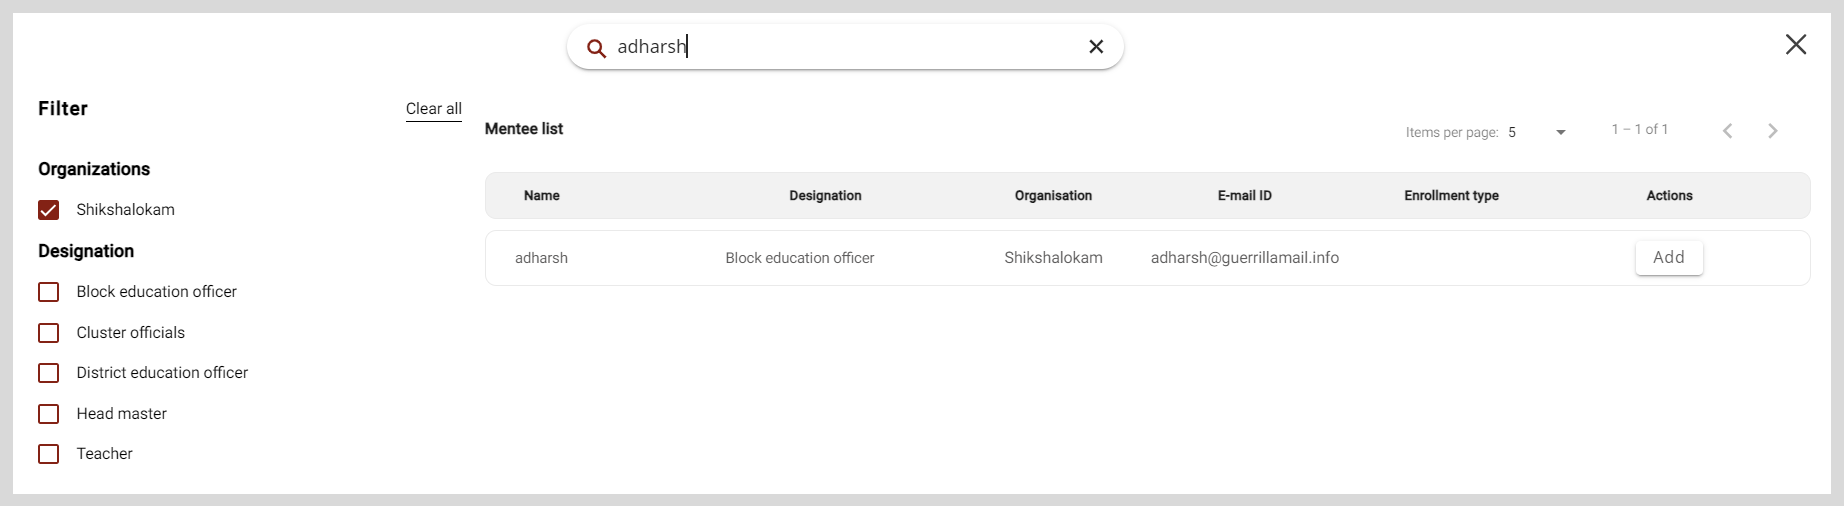 adharsh
Filter
Clear all
Organizations
Shikshalokam
Designation
Block education officer
Cluster officials
District education officer
Head master
Teacher
Mentee list
Items per page: 5
1 – 1 of 1
Name Designation Organisation E-mail ID Enrollment type Actions
adharsh Block education officer Shikshalokam adharsh@guerrillamail.info Add